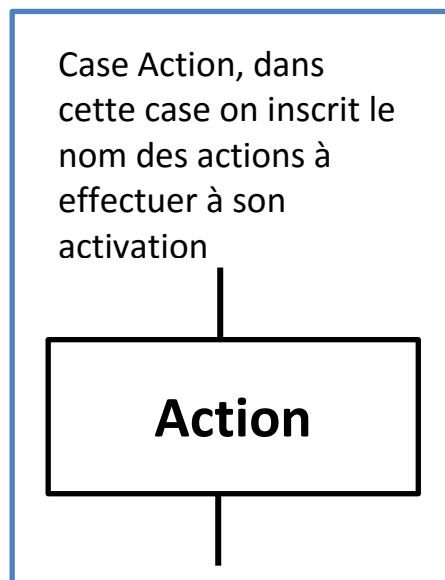 Case Action, dans
cette case on inscrit le
nom des actions à
effectuer à son
activation
Action